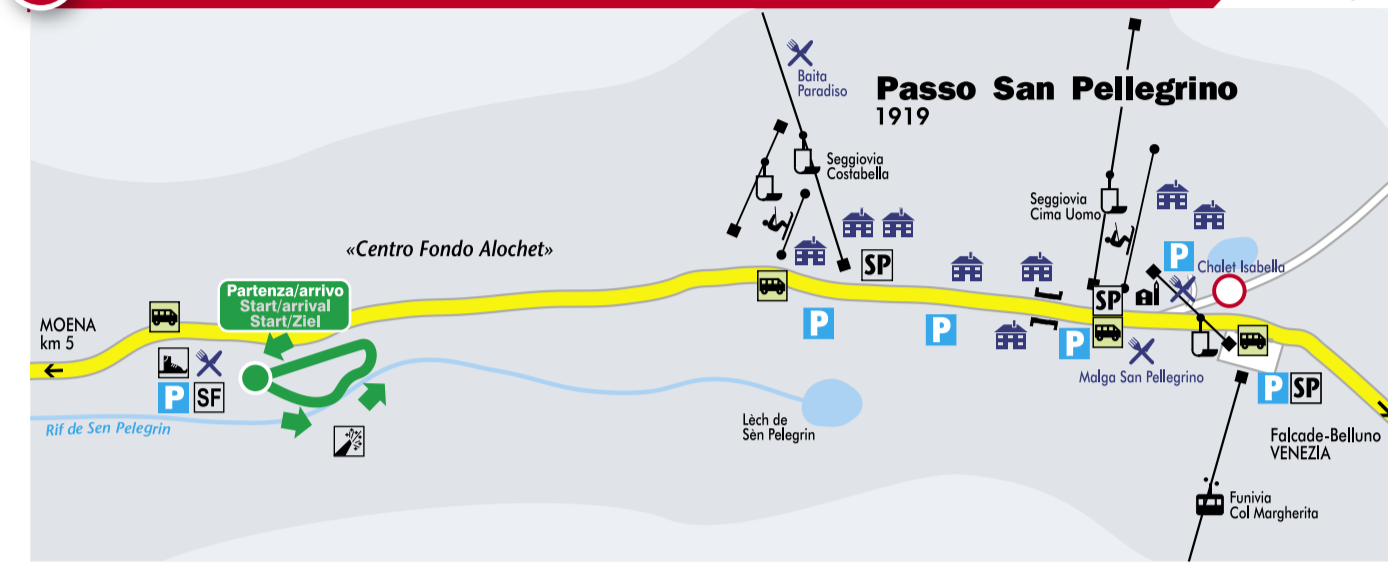 Baita
Paradiso
Passo San Pellegrino
1919
Seggiovia
Costabella
Seggiovia
Cima Uomo
«Centro Fondo Alochet»
SP
P
Chalet Isabella
Partenza/arrivo
Start/arrival
Start/Ziel
MOENA
km 5
P
P
SP
P
Malga San Pellegrino
P SF
P SP
Rif de Sen Pelegrin
Lèch de
Sèn Pelegrin
Falcade-Belluno
VENEZIA
Funivia
Col Margherita